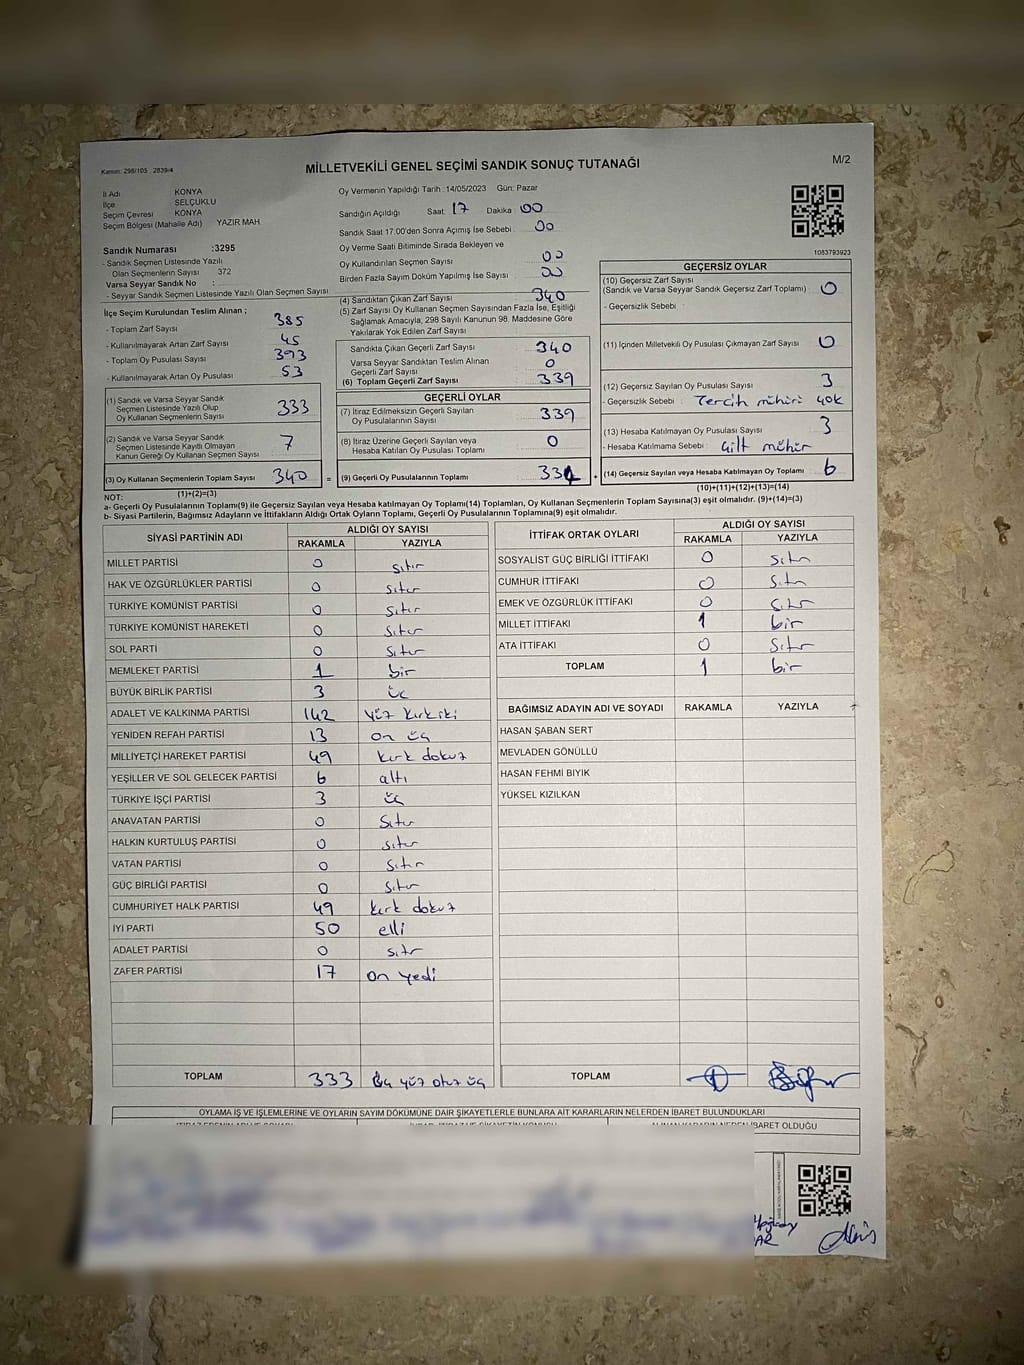 Kanun: 298/105 2839/4
MİLLETVEKİLİ GENEL SEÇİMİ SANDIK SONUÇ TUTANAĞI
M/2
İl Adı KONYA
İlçe SELÇUKLU
Seçim Çevresi KONYA
Seçim Bölgesi (Mahalle Adı) YAZIR MAH.
Sandık Numarası :3295
- Sandık Seçmen Listesinde Yazılı
Olan Seçmenlerin Sayısı 372
Varsa Seyyar Sandık No :
- Seyyar Sandık Seçmen Listesinde Yazılı Olan Seçmen Sayısı
Oy Vermenin Yapıldığı Tarih :14/05/2023 Gün: Pazar
Sandığın Açıldığı Saat: 17 Dakika 00
Sandık Saat 17.00'den Sonra Açımış İse Sebebi : 00
Oy Verme Saati Bitiminde Sırada Bekleyen ve
Oy Kullandırılan Seçmen Sayısı 00
Birden Fazla Sayım Döküm Yapılmış İse Sayısı 00
1083793923
İlçe Seçim Kurulundan Teslim Alınan ;
- Toplam Zarf Sayısı 385
- Kullanılmayarak Artan Zarf Sayısı 45
- Toplam Oy Pusulası Sayısı 393
- Kullanılmayarak Artan Oy Pusulası 53
(1) Sandık ve Varsa Seyyar Sandık
Seçmen Listesinde Yazılı Olup
Oy Kullanan Seçmenlerin Sayısı 333
(2) Sandık ve Varsa Seyyar Sandık
Seçmen Listesinde Kayıtlı Olmayan
Kanun Gereği Oy Kullanan Seçmen Sayısı 7
(3) Oy Kullanan Seçmenlerin Toplam Sayısı 340 =
(1)+(2)=(3)
(4) Sandıktan Çıkan Zarf Sayısı 340
(5) Zarf Sayısı Oy Kullanan Seçmen Sayısından Fazla İse, Eşitliği
Sağlamak Amacıyla, 298 Sayılı Kanunun 98. Maddesine Göre
Yakılarak Yok Edilen Zarf Sayısı
Sandıkta Çıkan Geçerli Zarf Sayısı 340
Varsa Seyyar Sandıktan Teslim Alınan
Geçerli Zarf Sayısı 0
(6) Toplam Geçerli Zarf Sayısı 339
GEÇERLİ OYLAR
(7) İtiraz Edilmeksizin Geçerli Sayılan
Oy Pusulalarının Sayısı 339
(8) İtiraz Üzerine Geçerli Sayılan veya
Hesaba Katılan Oy Pusulası Toplamı 0
(9) Geçerli Oy Pusulalarının Toplamı 334 +
GEÇERSİZ OYLAR
(10) Geçersiz Zarf Sayısı
(Sandık ve Varsa Seyyar Sandık Geçersiz Zarf Toplamı) 0
- Geçersizlik Sebebi :
(11) İçinden Milletvekili Oy Pusulası Çıkmayan Zarf Sayısı 0
(12) Geçersiz Sayılan Oy Pusulası Sayısı 3
- Geçersizlik Sebebi : Tercih mühürü yok
(13) Hesaba Katılmayan Oy Pusulası Sayısı 3
- Hesaba Katılmama Sebebi : Çift mühür
(14) Geçersiz Sayılan veya Hesaba Katılmayan Oy Toplamı 6
(10)+(11)+(12)+(13)=(14)
NOT:
a- Geçerli Oy Pusulalarının Toplamı(9) ile Geçersiz Sayılan veya Hesaba katılmayan Oy Toplamı(14) Toplamları, Oy Kullanan Seçmenlerin Toplam Sayısına(3) eşit olmalıdır. (9)+(14)=(3)
b- Siyasi Partilerin, Bağımsız Adayların ve İttifakların Aldığı Ortak Oyların Toplamı, Geçerli Oy Pusulalarının Toplamına(9) eşit olmalıdır.
SİYASİ PARTİNİN ADI ALDIĞI OY SAYISI
RAKAMLA YAZIYLA
MİLLET PARTİSİ 0 sıfır
HAK VE ÖZGÜRLÜKLER PARTİSİ 0 sıfır
TÜRKİYE KOMÜNİST PARTİSİ 0 sıfır
TÜRKİYE KOMÜNİST HAREKETİ 0 sıfır
SOL PARTİ 0 sıfır
MEMLEKET PARTİSİ 1 bir
BÜYÜK BİRLİK PARTİSİ 3 üç
ADALET VE KALKINMA PARTİSİ 142 yüz kırkiki
YENİDEN REFAH PARTİSİ 13 on üç
MİLLİYETÇİ HAREKET PARTİSİ 49 kırk dokuz
YEŞİLLER VE SOL GELECEK PARTİSİ 6 altı
TÜRKİYE İŞÇİ PARTİSİ 3 üç
ANAVATAN PARTİSİ 0 sıfır
HALKIN KURTULUŞ PARTİSİ 0 sıfır
VATAN PARTİSİ 0 sıfır
GÜÇ BİRLİĞİ PARTİSİ 0 sıfır
CUMHURİYET HALK PARTİSİ 49 kırk dokuz
İYİ PARTİ 50 elli
ADALET PARTİSİ 0 sıfır
ZAFER PARTİSİ 17 on yedi
TOPLAM 333 üç yüz otuz üç
İTTİFAK ORTAK OYLARI ALDIĞI OY SAYISI
RAKAMLA YAZIYLA
SOSYALİST GÜÇ BİRLİĞİ İTTİFAKI 0 sıfır
CUMHUR İTTİFAKI 0 sıfır
EMEK VE ÖZGÜRLÜK İTTİFAKI 0 sıfır
MİLLET İTTİFAKI 1 bir
ATA İTTİFAKI 0 sıfır
TOPLAM 1 bir
BAĞIMSIZ ADAYIN ADI VE SOYADI RAKAMLA YAZIYLA
HASAN ŞABAN SERT
MEVLADEN GÖNÜLLÜ
HASAN FEHMİ BIYIK
YÜKSEL KIZILKAN
TOPLAM
OYLAMA İŞ VE İŞLEMLERİNE VE OYLARIN SAYIM DÖKÜMÜNE DAİR ŞİKAYETLERLE BUNLARA AİT KARARLARIN NELERDEN İBARET BULUNDUKLARI
İBARET OLDUĞU